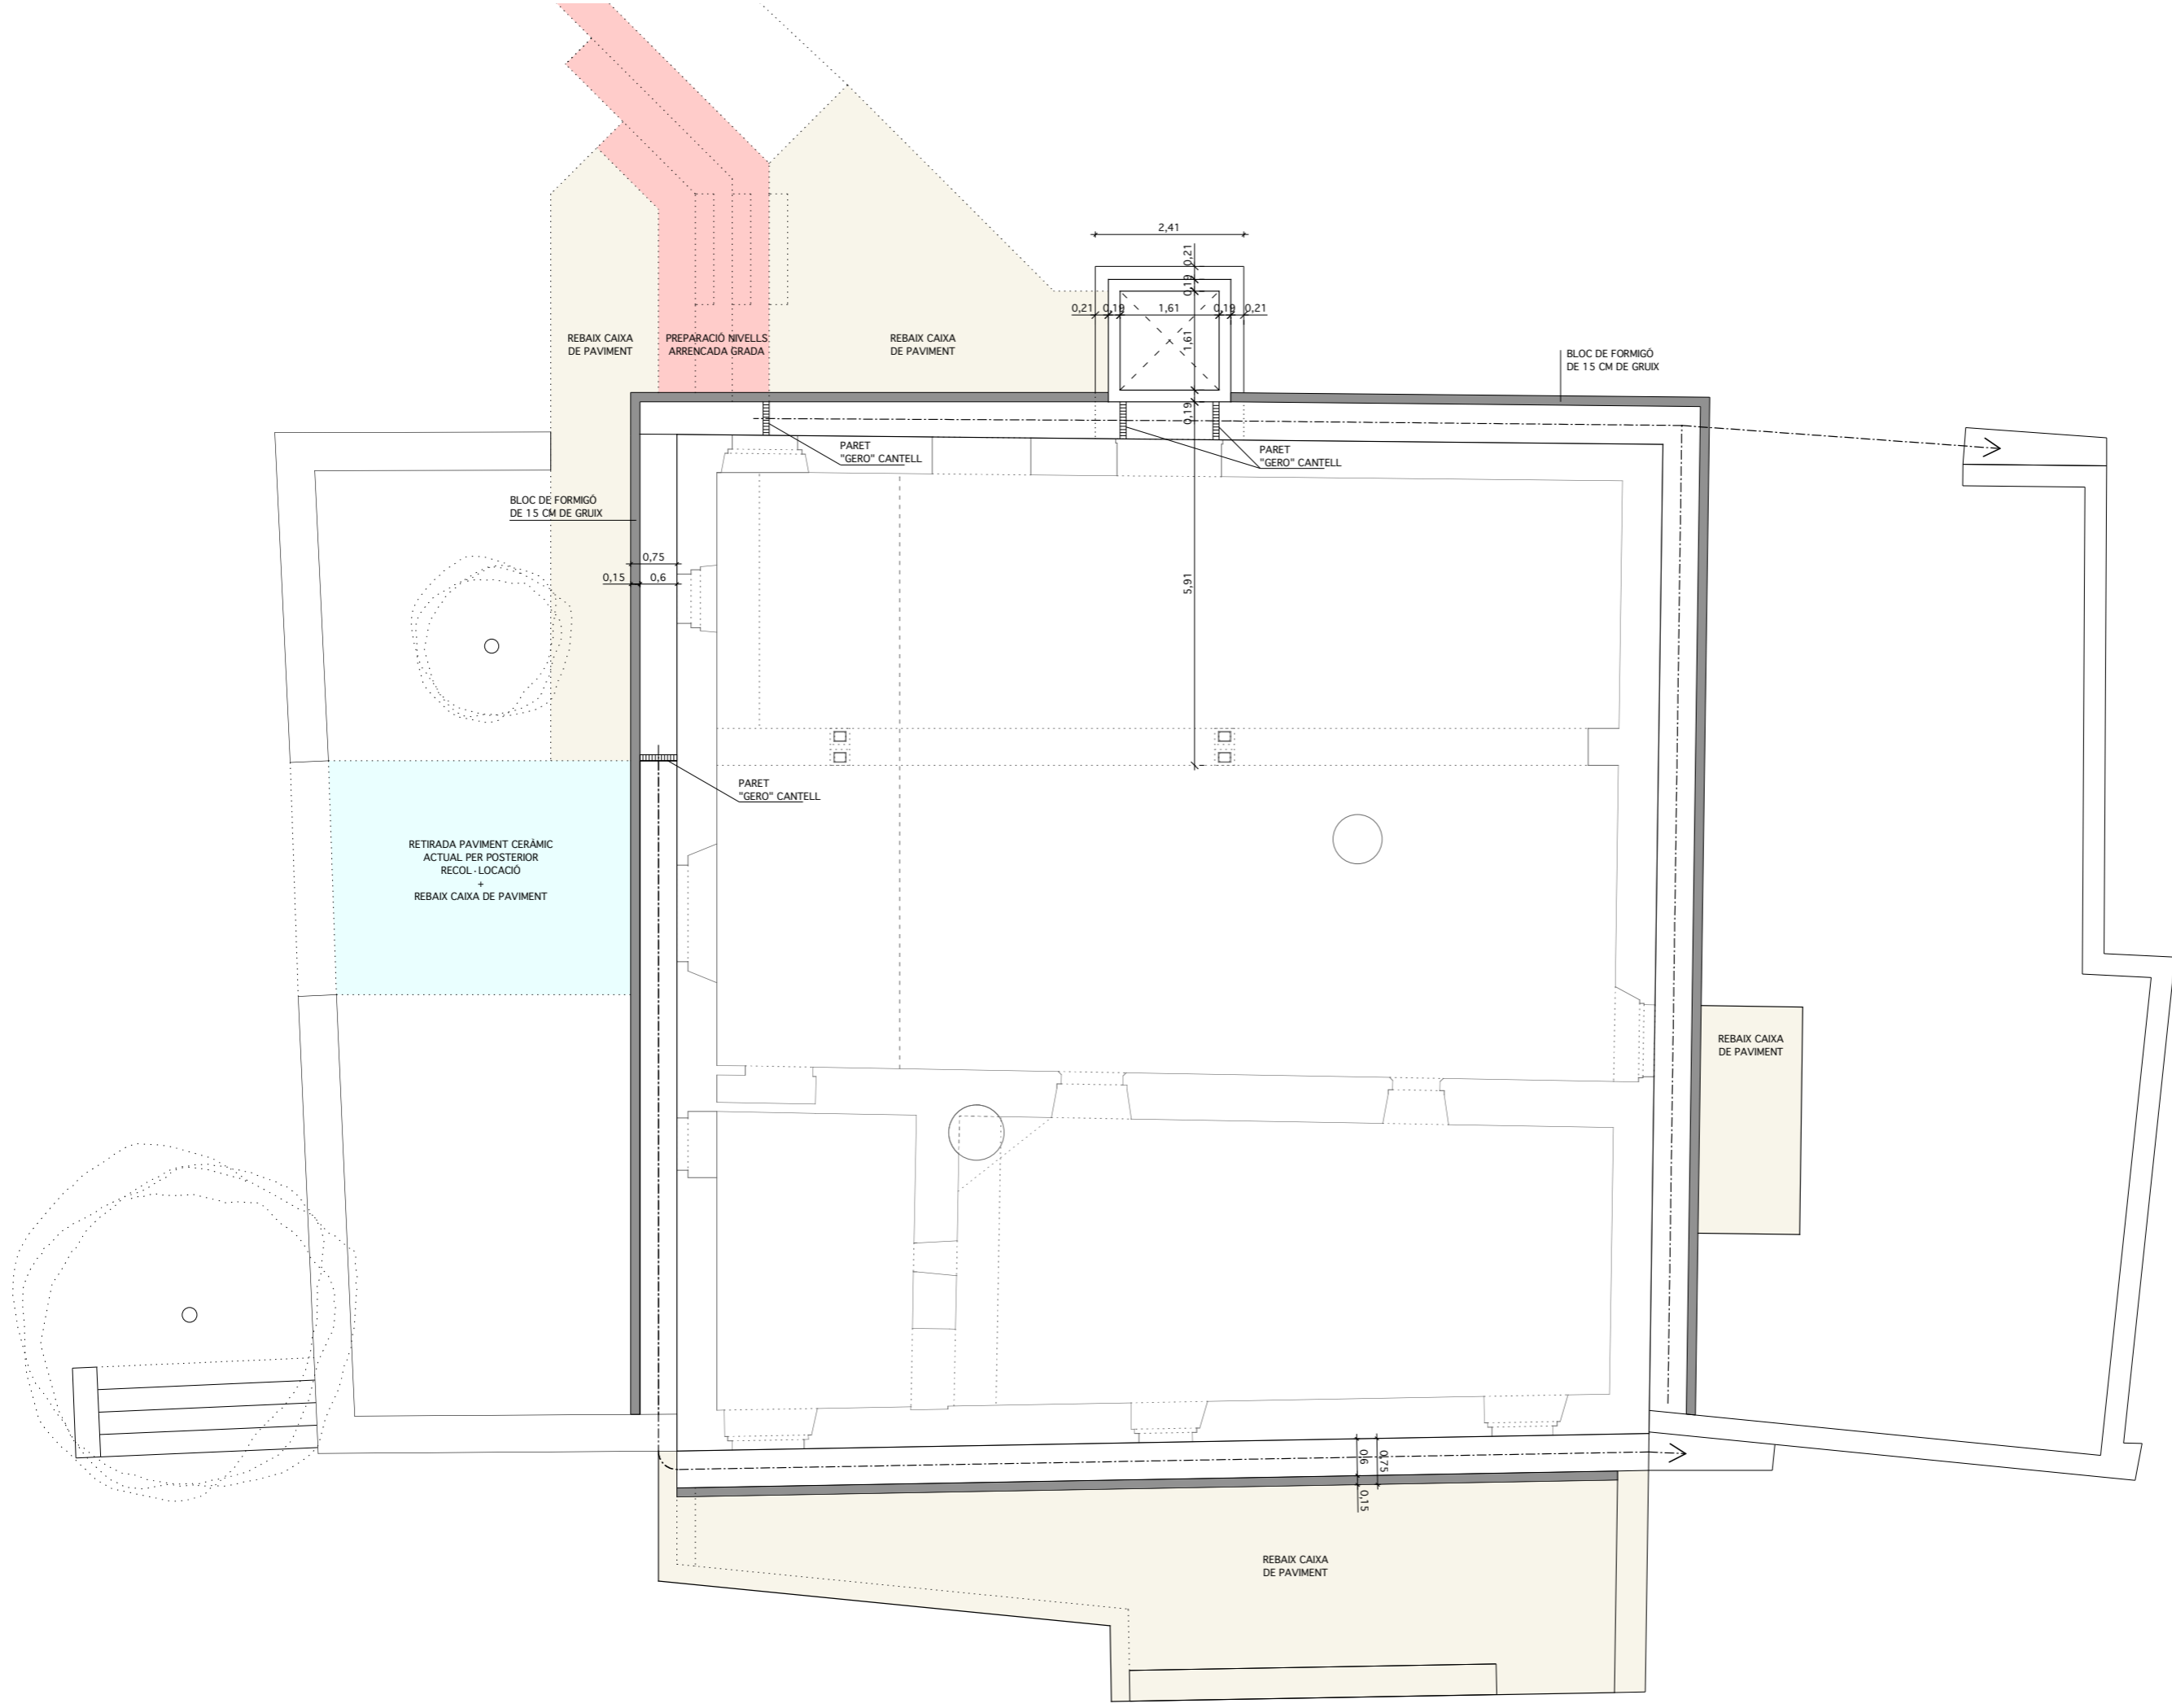 2,41
0,21
0,19
0,21
0,19
1,61
0,19
0,21
1,61
REBAIX CAIXA
DE PAVIMENT
PREPARACIÓ NIVELLS
ARRENCADA GRADA
REBAIX CAIXA
DE PAVIMENT
BLOC DE FORMIGÓ
DE 15 CM DE GRUIX
0,19
PARET
"GERO" CANTELL
PARET
"GERO" CANTELL
BLOC DE FORMIGÓ
DE 15 CM DE GRUIX
0,75
0,15
0,6
5,91
PARET
"GERO" CANTELL
RETIRADA PAVIMENT CERÀMIC
ACTUAL PER POSTERIOR
RECOL·LOCACIÓ
+
REBAIX CAIXA DE PAVIMENT
REBAIX CAIXA
DE PAVIMENT
0,6
0,75
0,15
REBAIX CAIXA
DE PAVIMENT